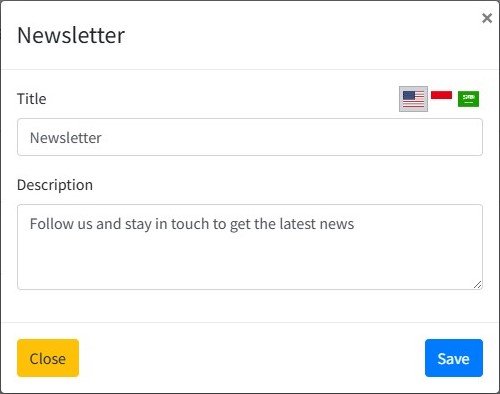 Newsletter
×
Title
Newsletter
Description
Follow us and stay in touch to get the latest news
Close
Save